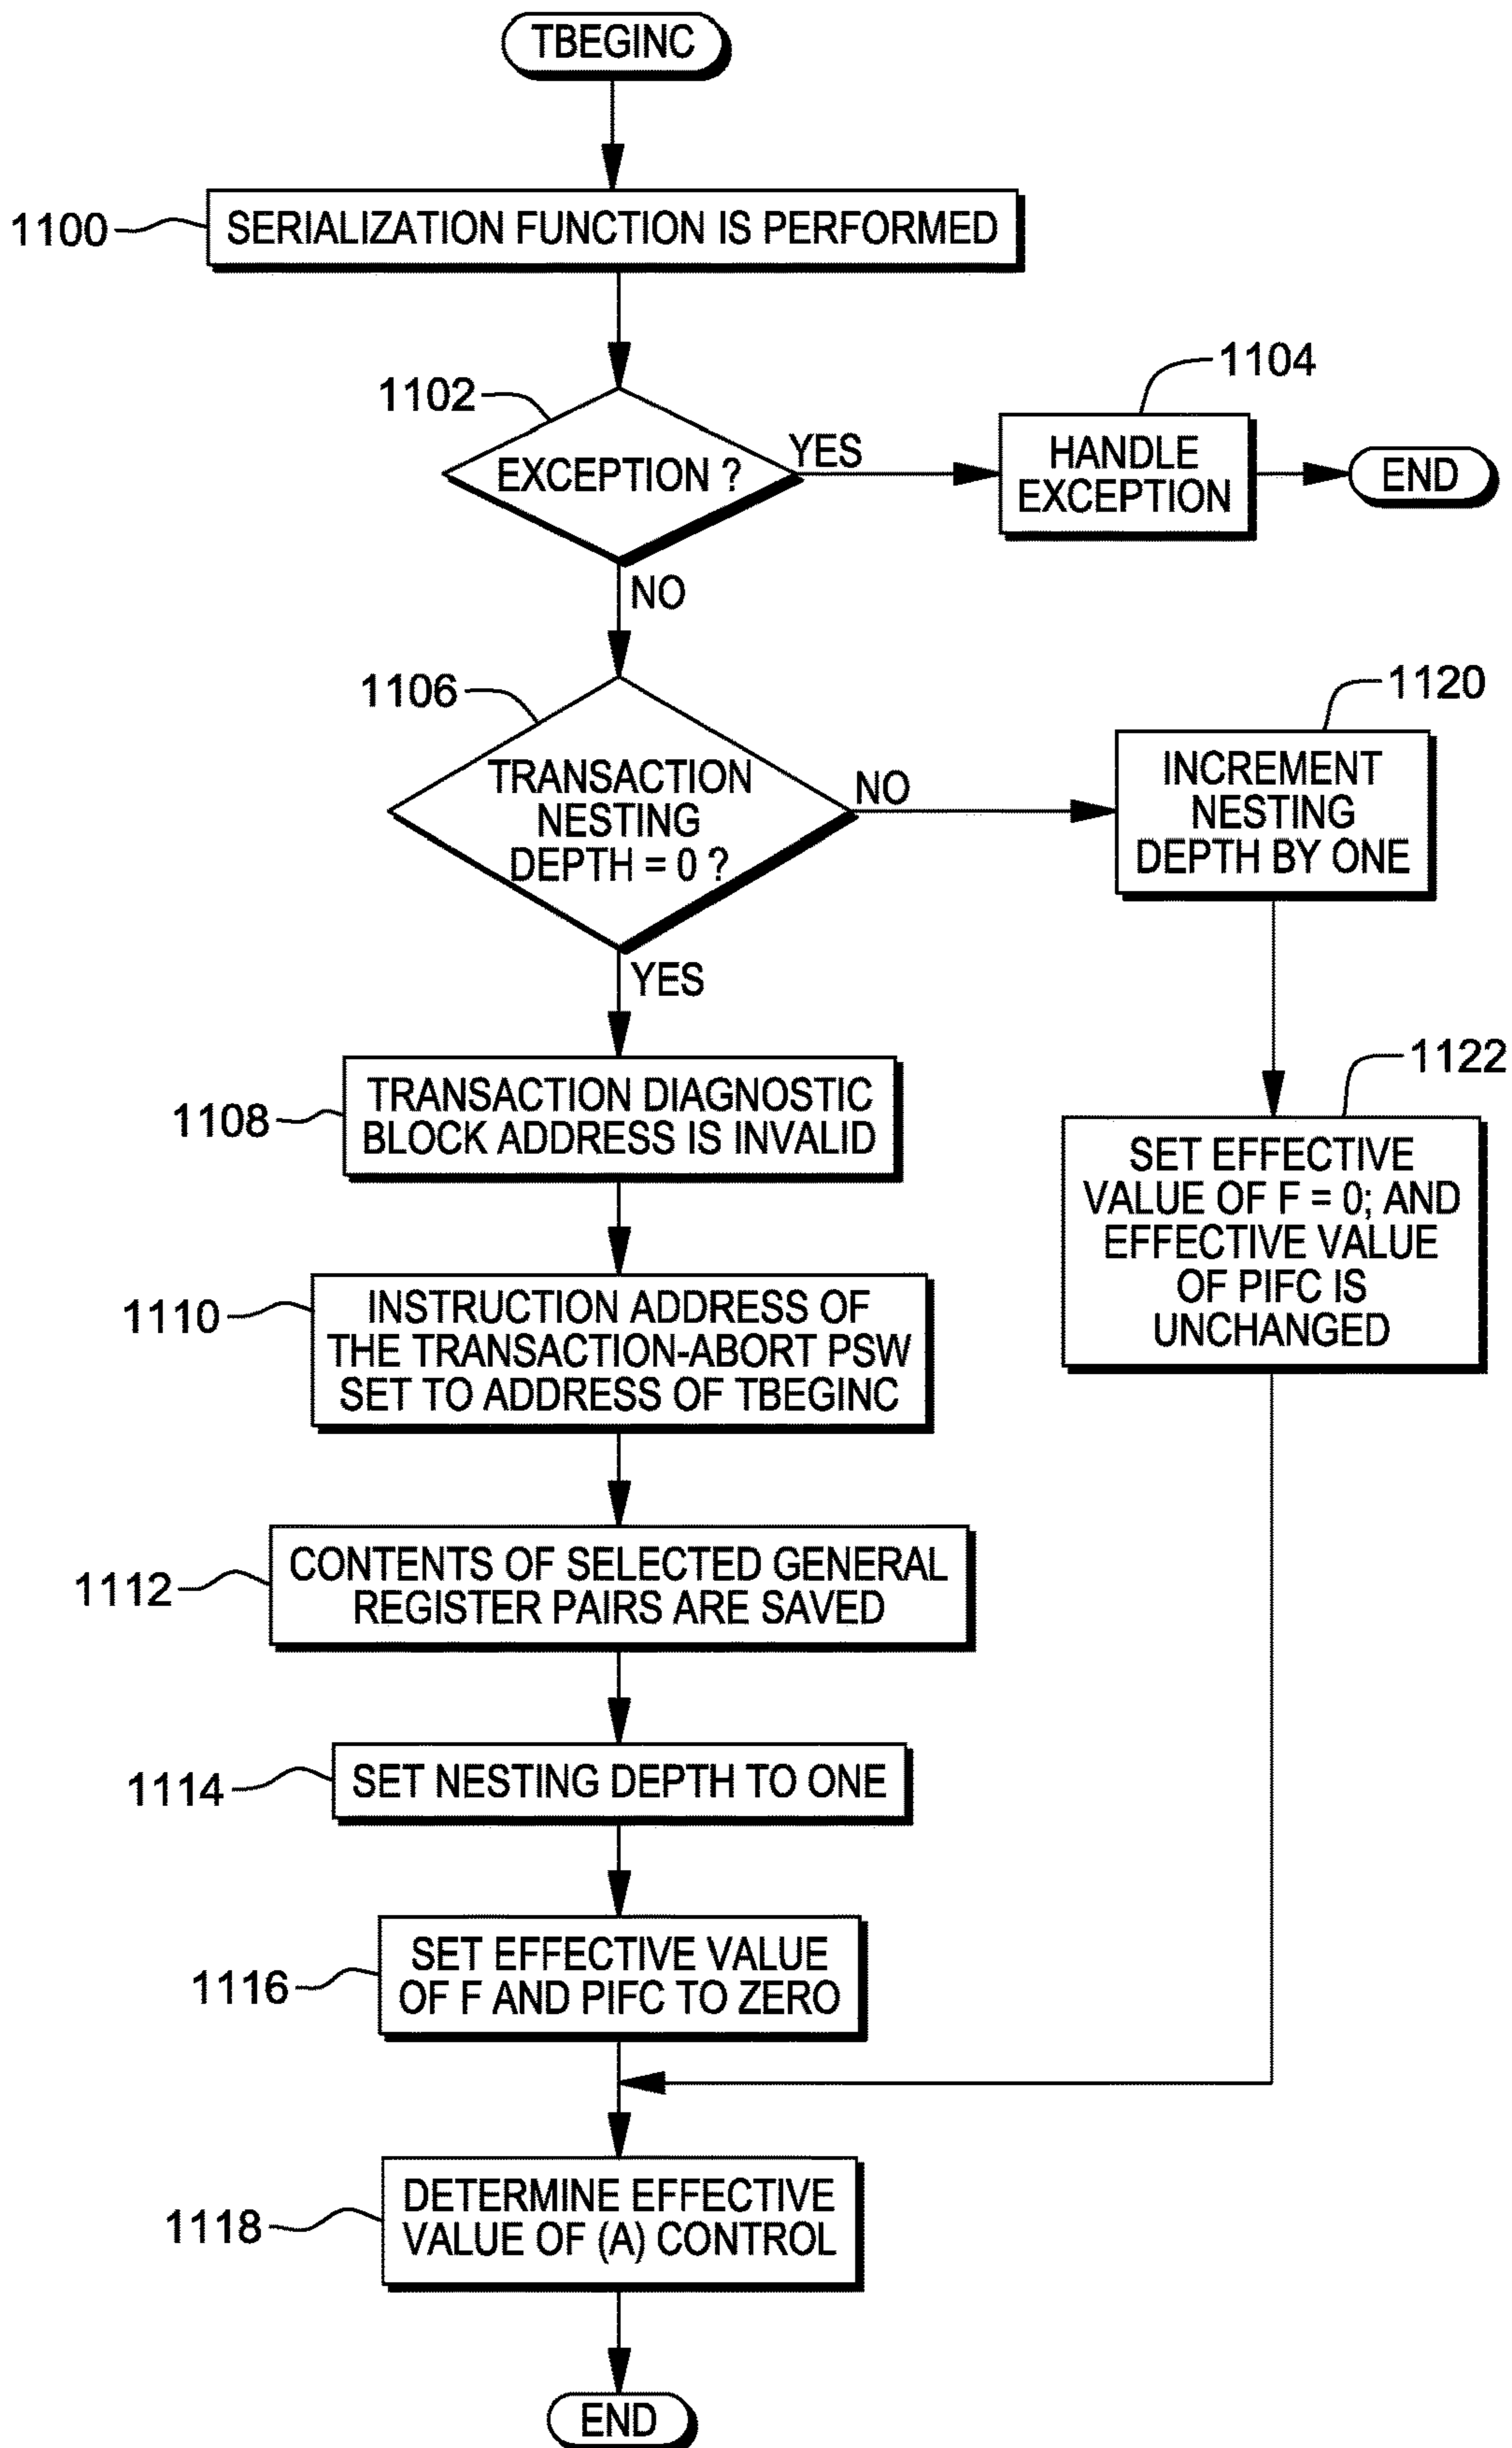 TBEGINC
1100
SERIALIZATION FUNCTION IS PERFORMED
1102
EXCEPTION ?
YES
1104
HANDLE
EXCEPTION
END
NO
1106
TRANSACTION
NESTING
DEPTH = 0 ?
NO
1120
INCREMENT
NESTING
DEPTH BY ONE
YES
1108
TRANSACTION DIAGNOSTIC
BLOCK ADDRESS IS INVALID
1122
SET EFFECTIVE
VALUE OF F = 0; AND
EFFECTIVE VALUE
OF PIFC IS
UNCHANGED
1110
INSTRUCTION ADDRESS OF
THE TRANSACTION-ABORT PSW
SET TO ADDRESS OF TBEGINC
1112
CONTENTS OF SELECTED GENERAL
REGISTER PAIRS ARE SAVED
1114
SET NESTING DEPTH TO ONE
1116
SET EFFECTIVE VALUE
OF F AND PIFC TO ZERO
1118
DETERMINE EFFECTIVE
VALUE OF (A) CONTROL
END